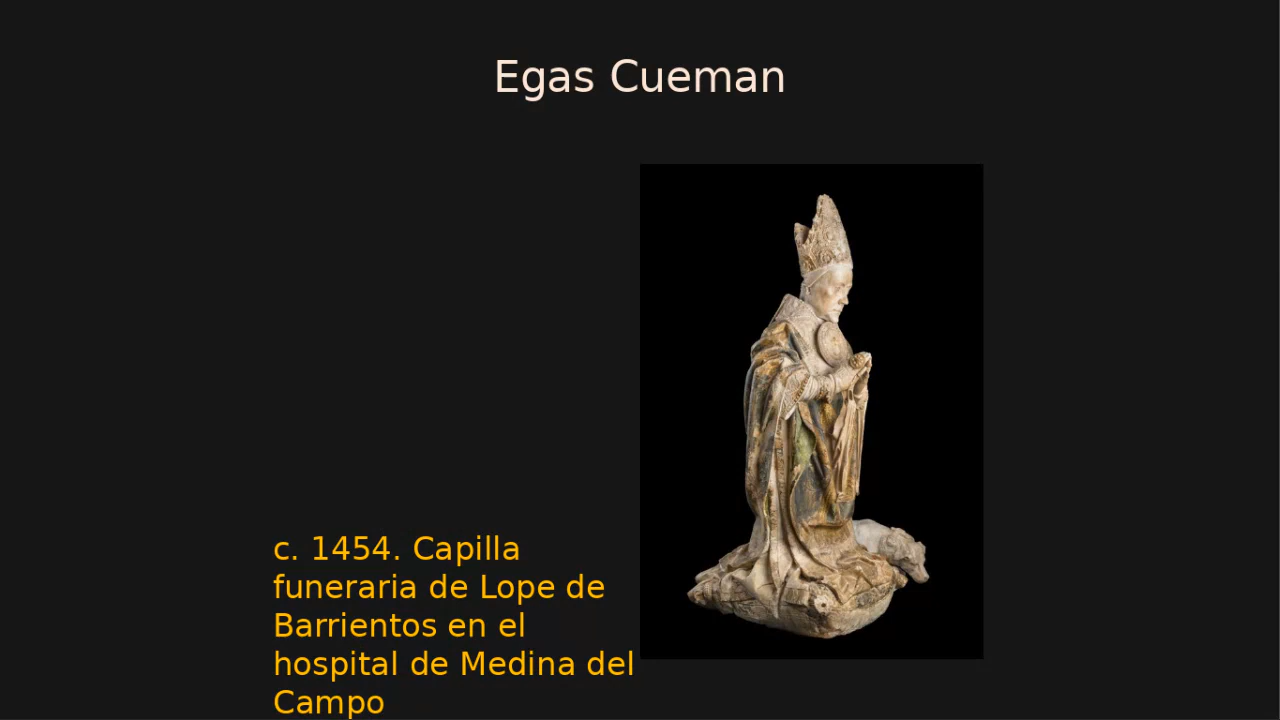 Egas Cueman
c. 1454. Capilla
funeraria de Lope de
Barrientos en el
hospital de Medina del
Campo